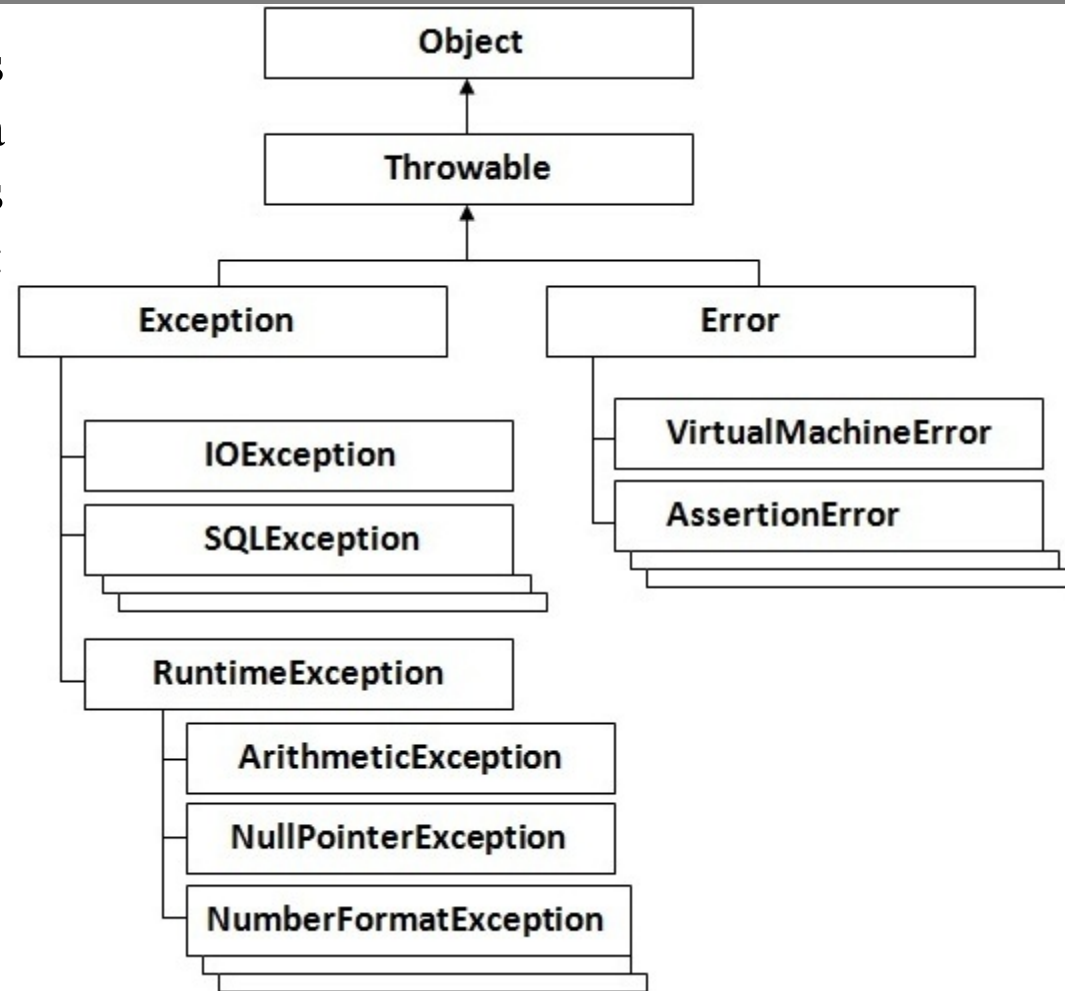 Object
Throwable
Exception
Error
IOException
VirtualMachineError
SQLException
AssertionError
RuntimeException
ArithmeticException
NullPointerException
NumberFormatException